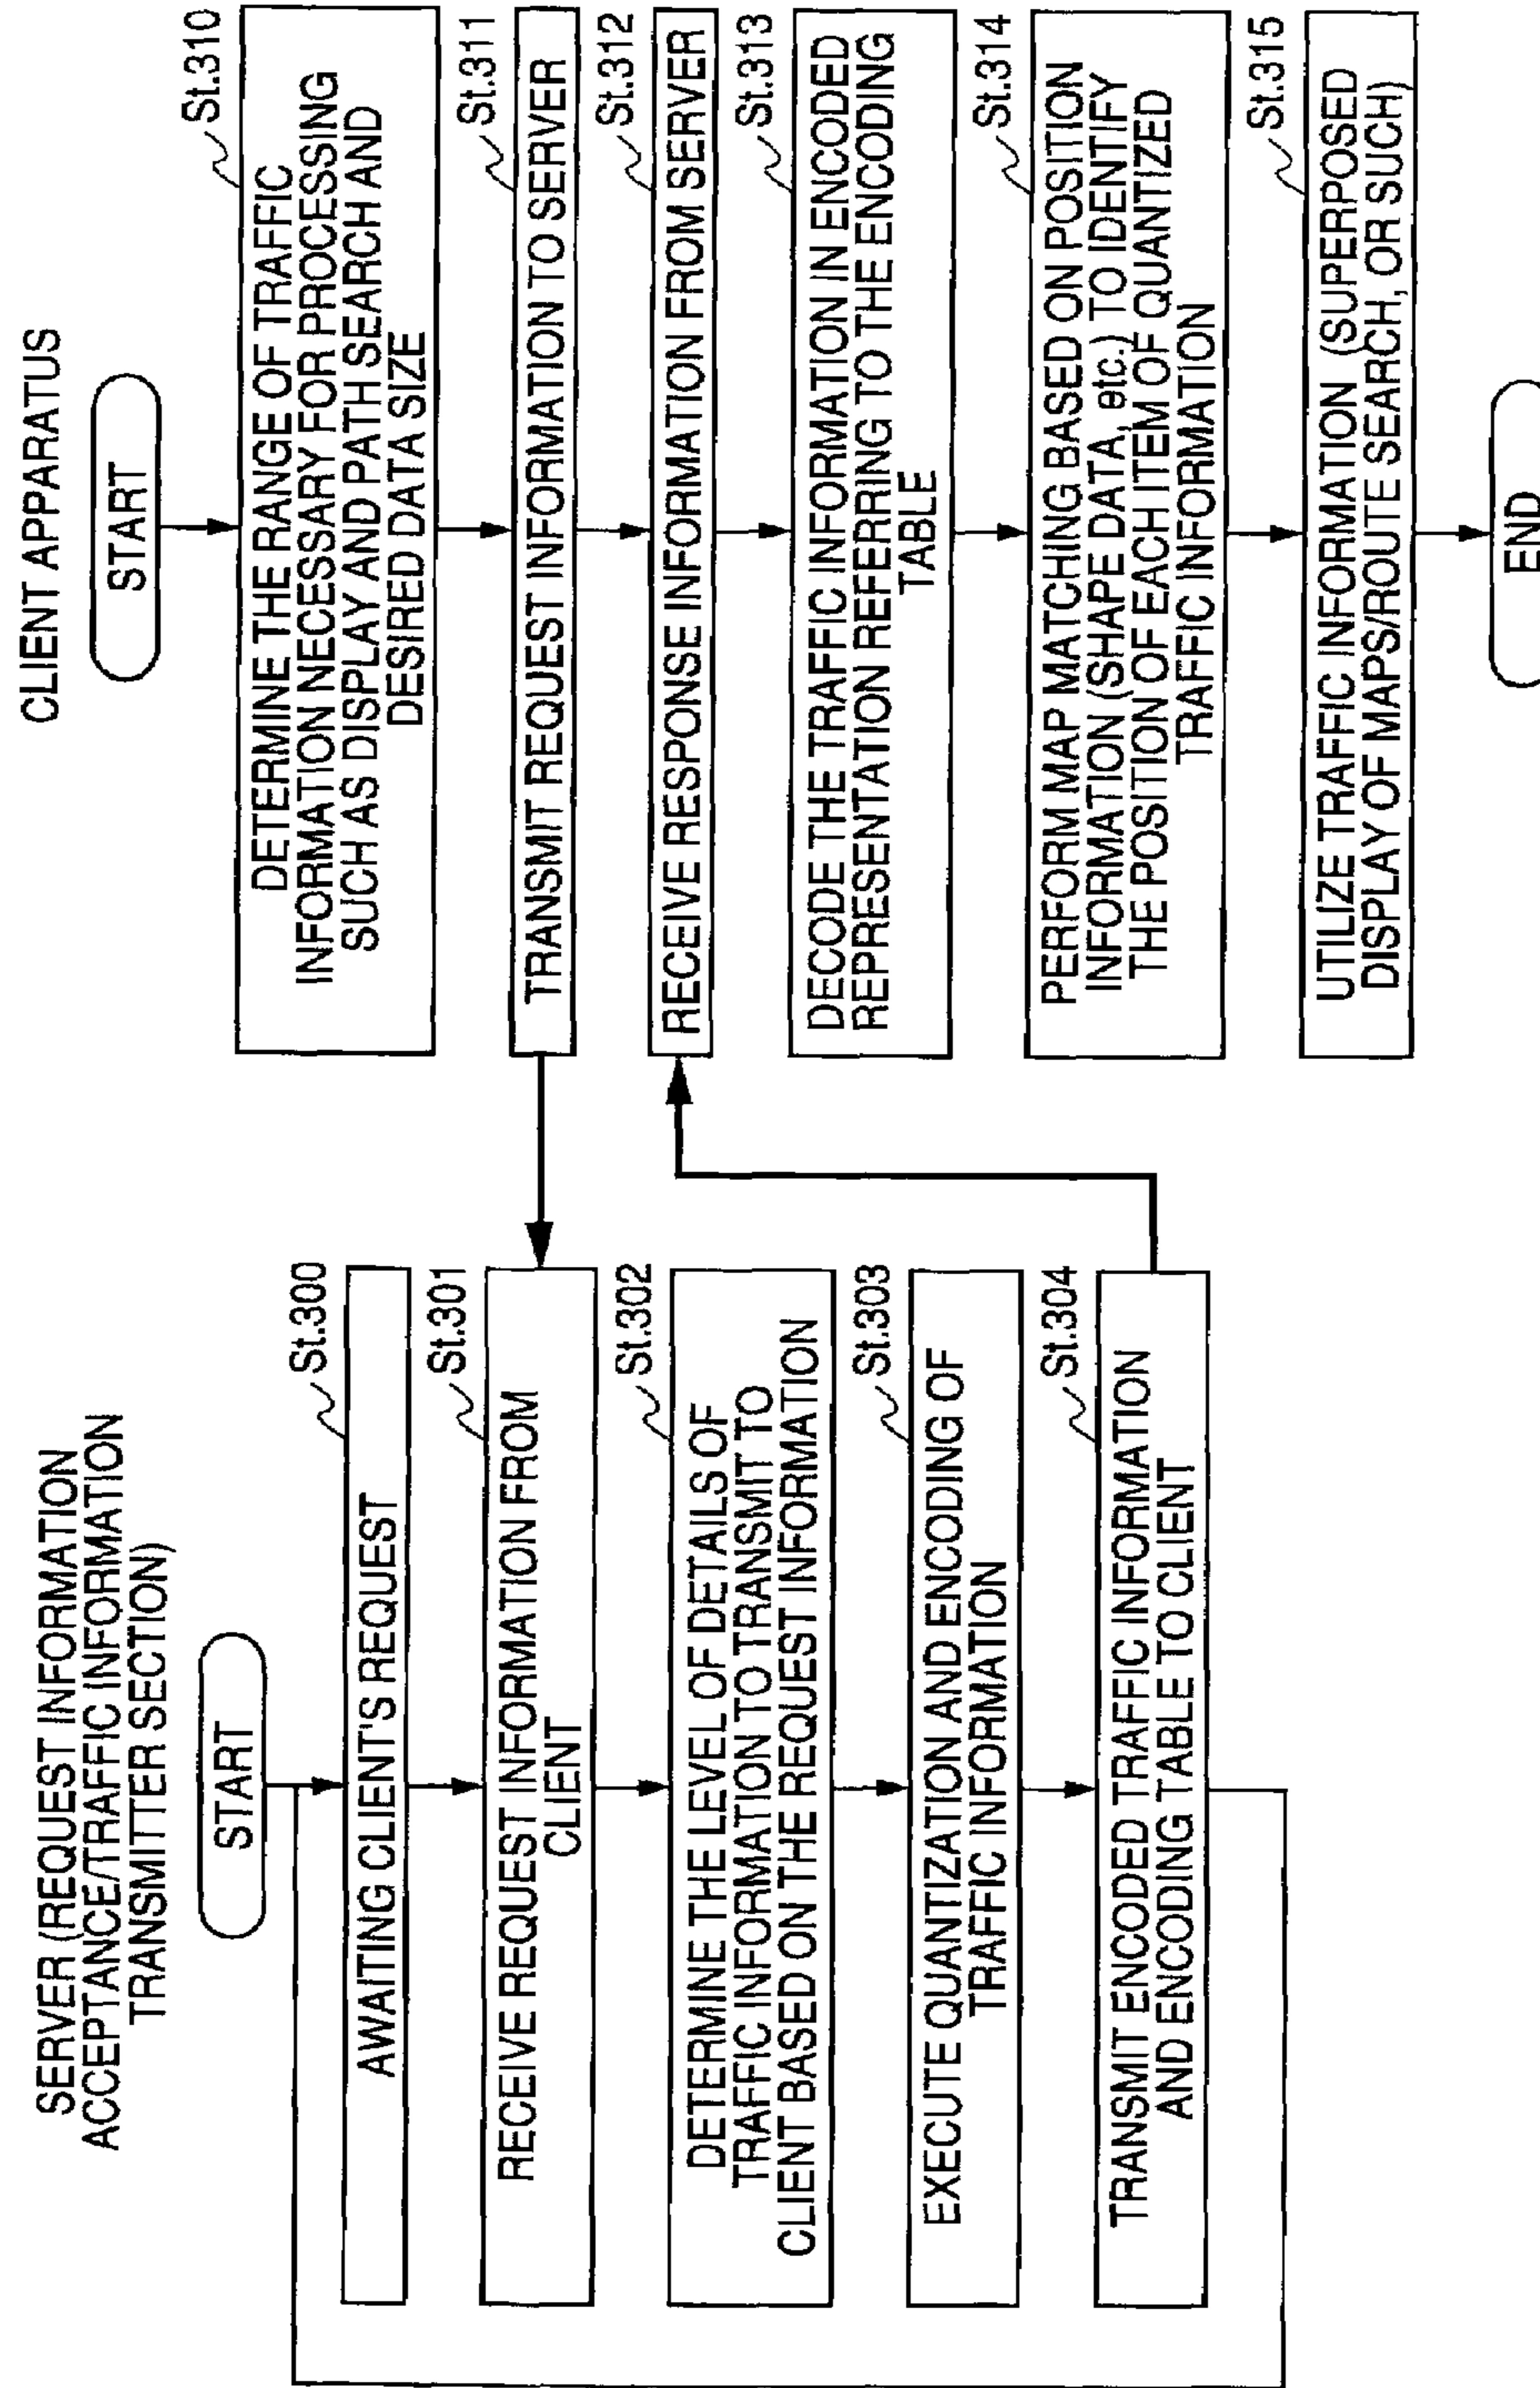 SERVER (REQUEST INFORMATION
ACCEPTANCE/TRAFFIC INFORMATION
TRANSMITTER SECTION)
START
St.300
AWAITING CLIENT'S REQUEST
St.301
RECEIVE REQUEST INFORMATION FROM
CLIENT
St.302
DETERMINE THE LEVEL OF DETAILS OF
TRAFFIC INFORMATION TO TRANSMIT TO
CLIENT BASED ON THE REQUEST INFORMATION
St.303
EXECUTE QUANTIZATION AND ENCODING OF
TRAFFIC INFORMATION
St.304
TRANSMIT ENCODED TRAFFIC INFORMATION
AND ENCODING TABLE TO CLIENT
CLIENT APPARATUS
START
St.310
DETERMINE THE RANGE OF TRAFFIC
INFORMATION NECESSARY FOR PROCESSING
SUCH AS DISPLAY AND PATH SEARCH AND
DESIRED DATA SIZE
St.311
TRANSMIT REQUEST INFORMATION TO SERVER
St.312
RECEIVE RESPONSE INFORMATION FROM SERVER
St.313
DECODE THE TRAFFIC INFORMATION IN ENCODED
REPRESENTATION REFERRING TO THE ENCODING
TABLE
St.314
PERFORM MAP MATCHING BASED ON POSITION
INFORMATION (SHAPE DATA, etc.) TO IDENTIFY
THE POSITION OF EACH ITEM OF QUANTIZED
TRAFFIC INFORMATION
St.315
UTILIZE TRAFFIC INFORMATION (SUPERPOSED
DISPLAY OF MAPS/ROUTE SEARCH, OR SUCH)
END